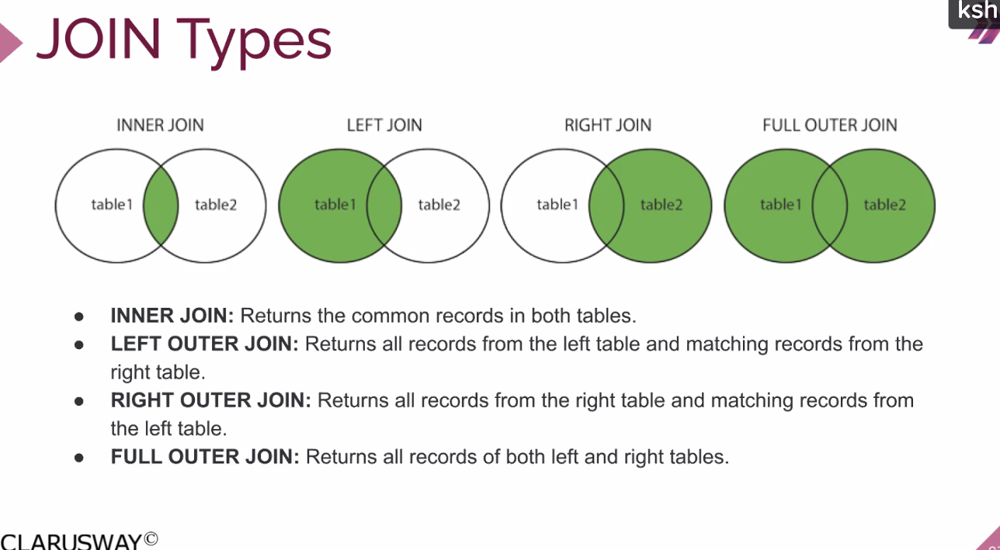 ksh
JOIN Types
INNER JOIN
LEFT JOIN
RIGHT JOIN
FULL OUTER JOIN
table1
table2
table1
table2
table1
table2
table1
table2
● INNER JOIN: Returns the common records in both tables.
● LEFT OUTER JOIN: Returns all records from the left table and matching records from the
right table.
● RIGHT OUTER JOIN: Returns all records from the right table and matching records from
the left table.
● FULL OUTER JOIN: Returns all records of both left and right tables.
CLARUSWAY©